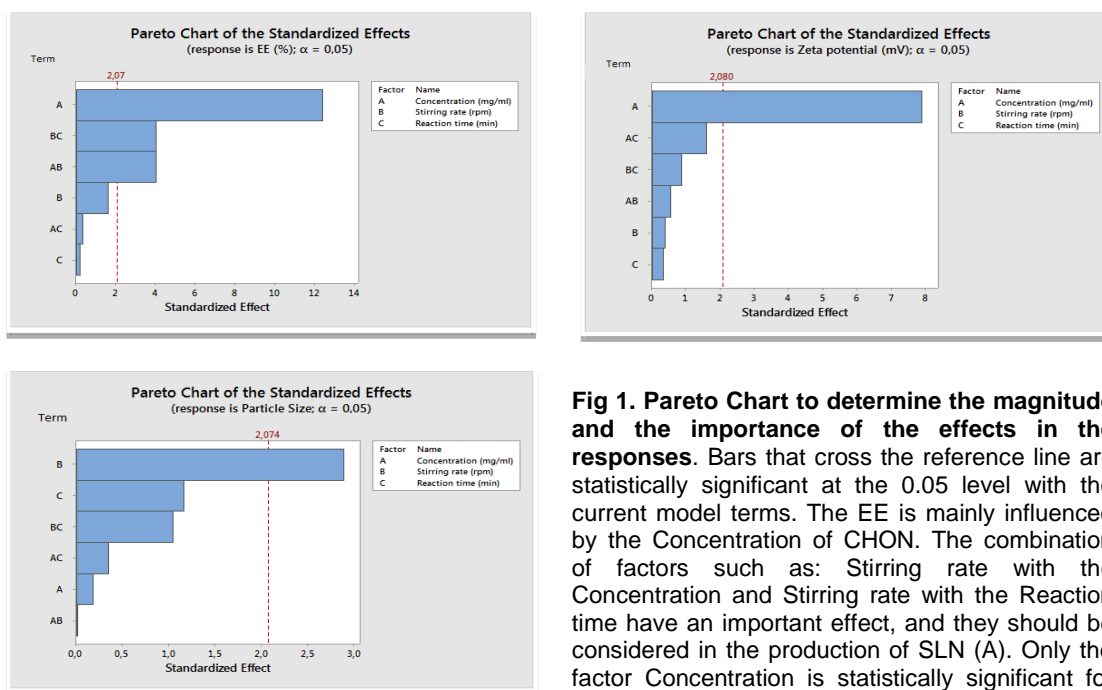 Pareto Chart of the Standardized Effects
(response is EE (%); α = 0,05)
Term
2,07
A
BC
AB
B
AC
C
0 2 4 6 8 10 12 14
Standardized Effect
Factor Name
A Concentration (mg/ml)
B Stirring rate (rpm)
C Reaction time (min)
Pareto Chart of the Standardized Effects
(response is Zeta potential (mV); α = 0,05)
Term
2,080
A
AC
BC
AB
B
C
0 1 2 3 4 5 6 7 8
Standardized Effect
Factor Name
A Concentration (mg/ml)
B Stirring rate (rpm)
C Reaction time (min)
Pareto Chart of the Standardized Effects
(response is Particle Size; α = 0,05)
Term
2,074
B
C
BC
AC
A
AB
0,0 0,5 1,0 1,5 2,0 2,5 3,0
Standardized Effect
Factor Name
A Concentration (mg/ml)
B Stirring rate (rpm)
C Reaction time (min)
Fig 1. Pareto Chart to determine the magnitude
and the importance of the effects in the
responses. Bars that cross the reference line are
statistically significant at the 0.05 level with the
current model terms. The EE is mainly influenced
by the Concentration of CHON. The combination
of factors such as: Stirring rate with the
Concentration and Stirring rate with the Reaction
time have an important effect, and they should be
considered in the production of SLN (A). Only the
factor Concentration is statistically significant fo